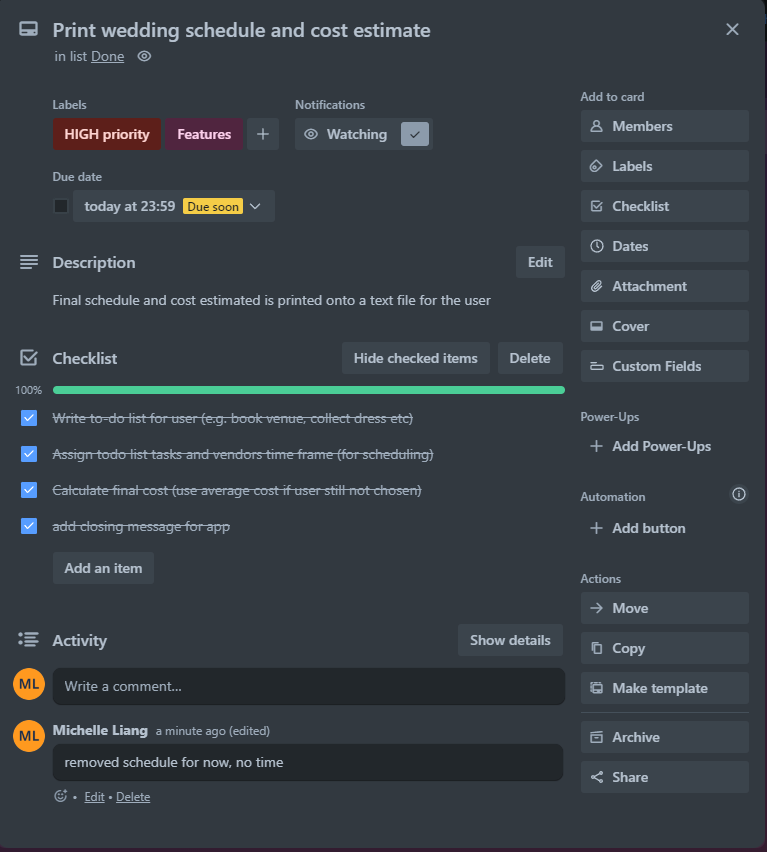 Print wedding schedule and cost estimate
in list Done
Labels
HIGH priority
Features
Notifications
Watching
Due date
today at 23:59 Due soon
Description
Edit
Final schedule and cost estimated is printed onto a text file for the user
Checklist
Hide checked items
Delete
100%
Write to-do list for user (e.g. book venue, collect dress etc)
Assign todo list tasks and vendors time frame (for scheduling)
Calculate final cost (use average cost if user still not chosen)
add closing message for app
Add an item
Activity
Show details
ML
Write a comment...
ML
Michelle Liang a minute ago (edited)
removed schedule for now, no time
• Edit • Delete
Add to card
Members
Labels
Checklist
Dates
Attachment
Cover
Custom Fields
Power-Ups
Add Power-Ups
Automation
Add button
Actions
Move
Copy
Make template
Archive
Share